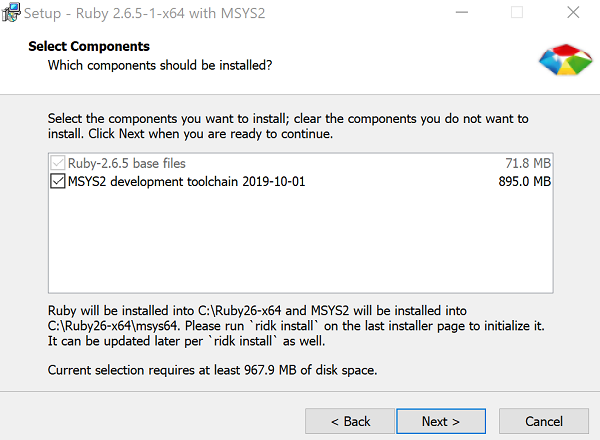 Setup - Ruby 2.6.5-1-x64 with MSYS2
Select Components
Which components should be installed?
Select the components you want to install; clear the components you do not want to
install. Click Next when you are ready to continue.
Ruby-2.6.5 base files 71.8 MB
MSYS2 development toolchain 2019-10-01 895.0 MB
Ruby will be installed into C:\Ruby26-x64 and MSYS2 will be installed into
C:\Ruby26-x64\msys64. Please run `ridk install` on the last installer page to initialize it.
It can be updated later per `ridk install` as well.
Current selection requires at least 967.9 MB of disk space.
< Back Next > Cancel